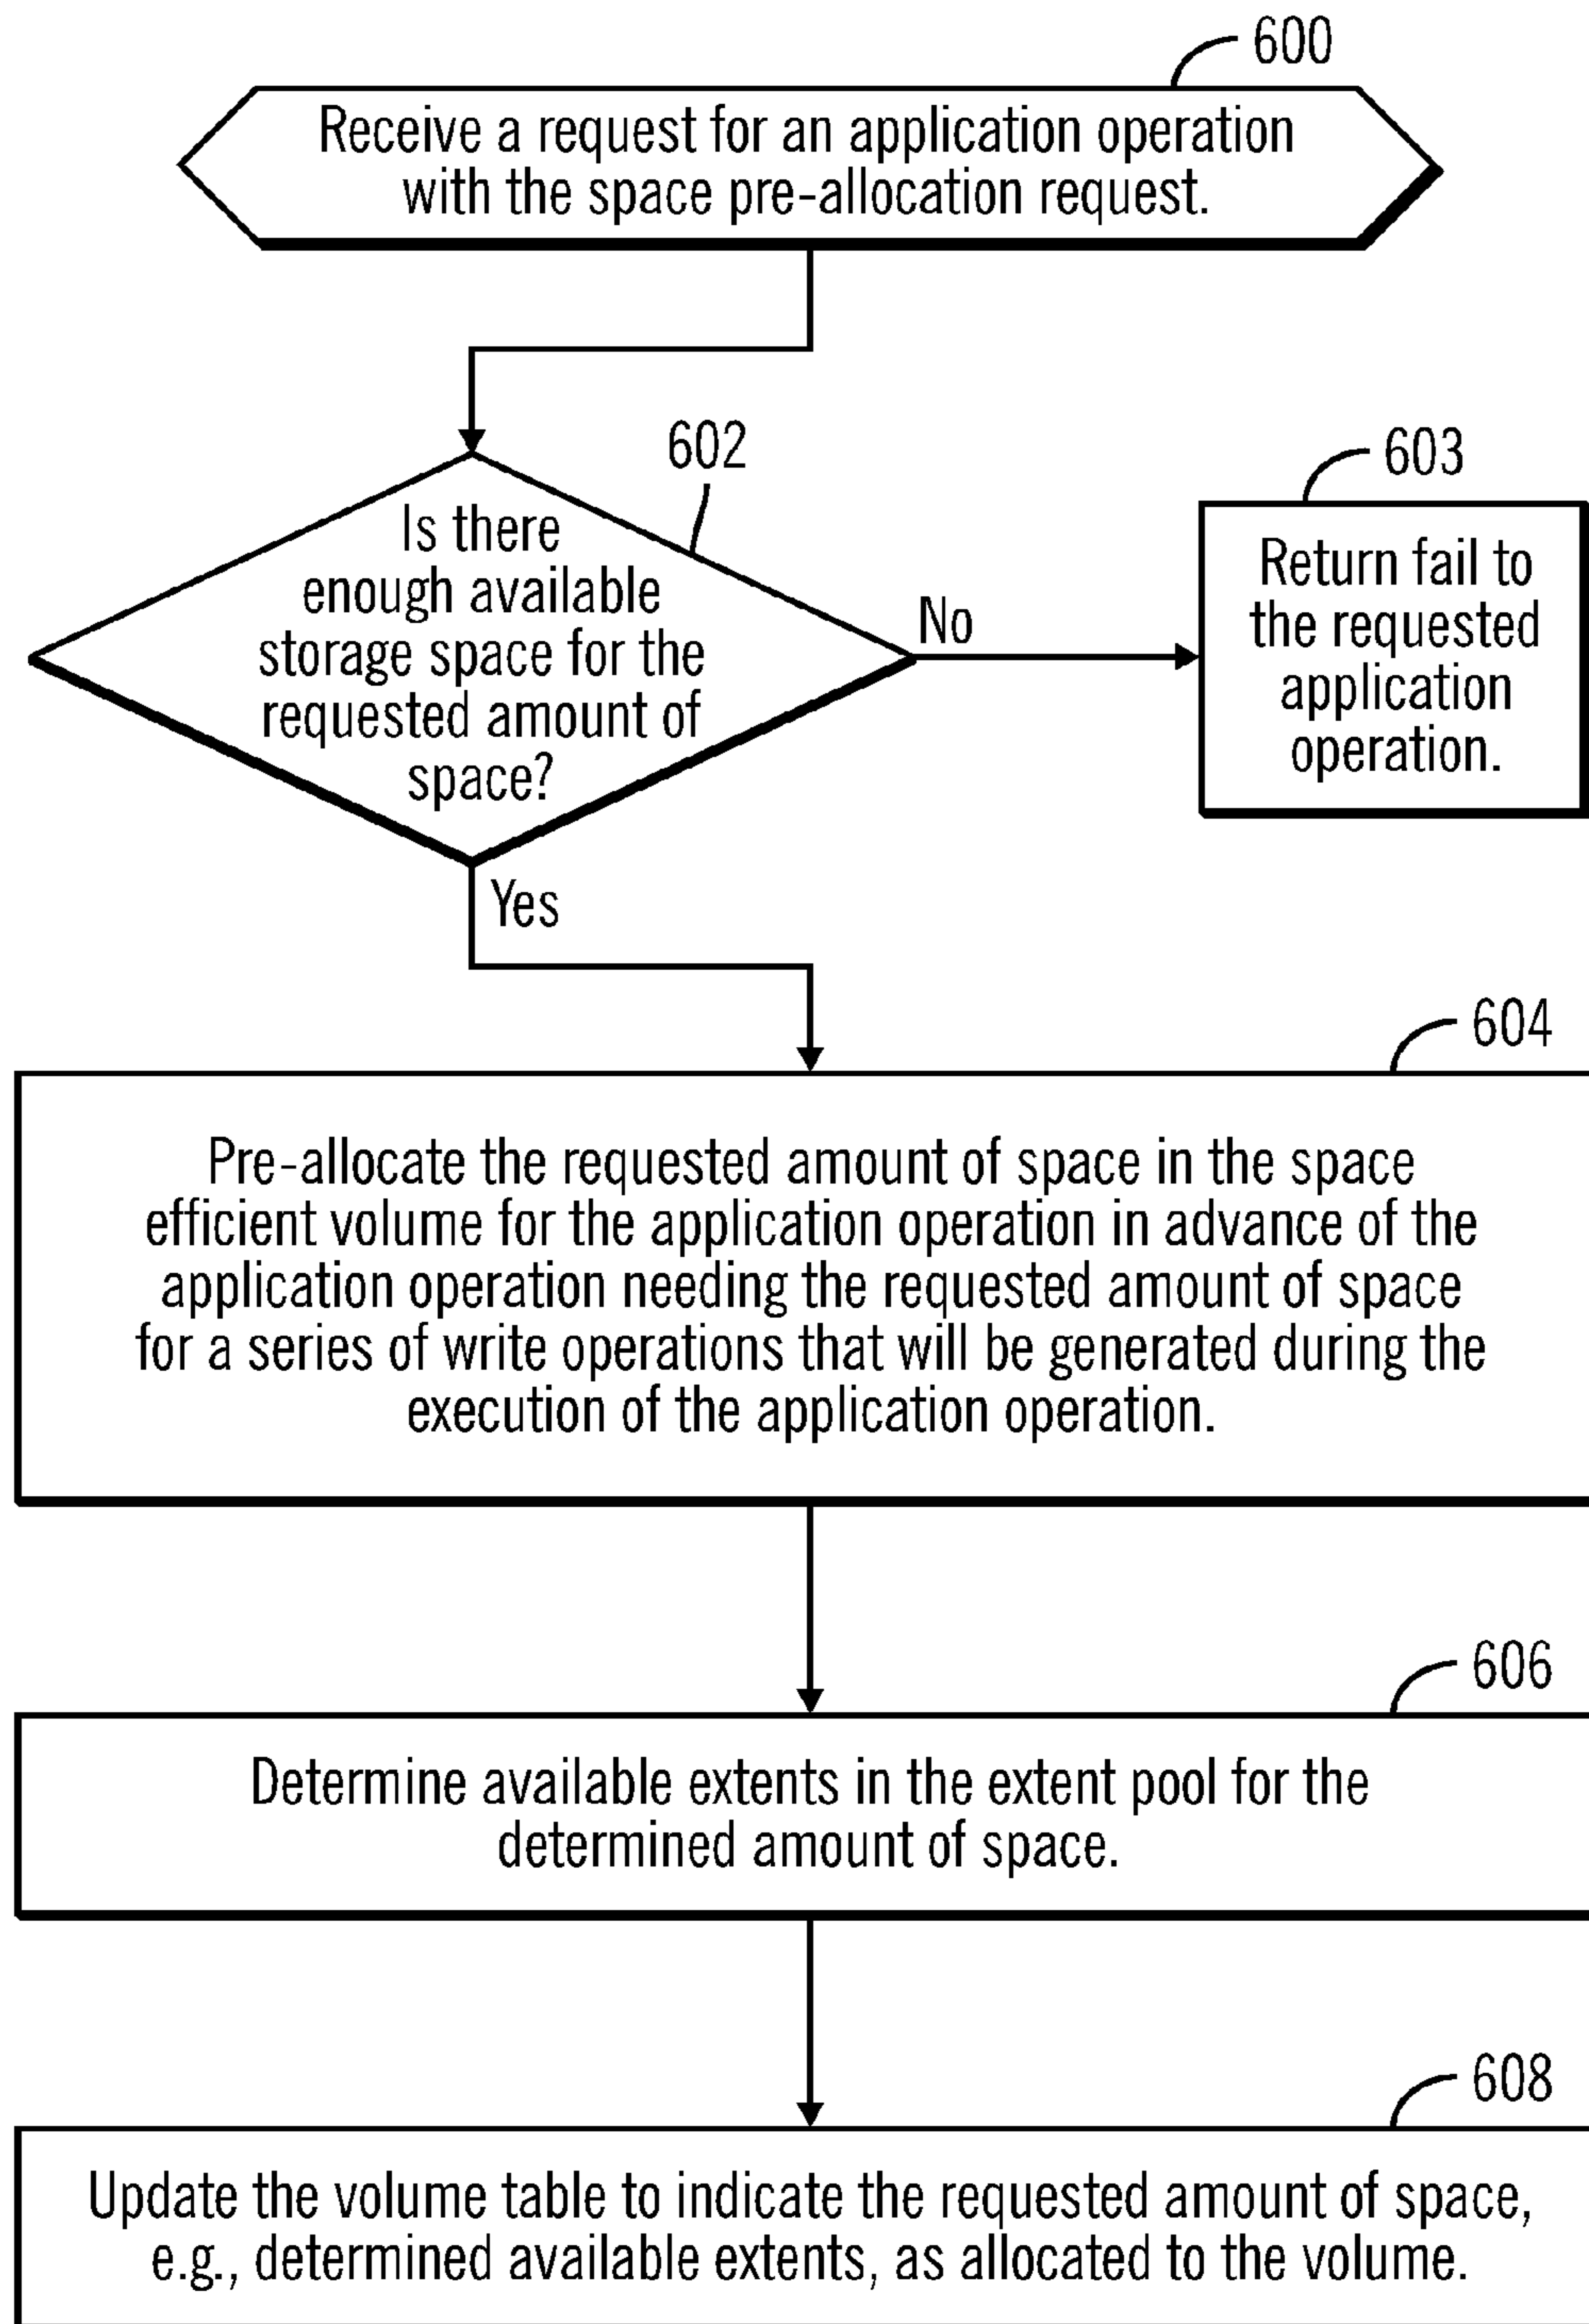 600
Receive a request for an application operation
with the space pre-allocation request.
602
Is there
enough available
storage space for the
requested amount of
space?
No
603
Return fail to
the requested
application
operation.
Yes
604
Pre-allocate the requested amount of space in the space
efficient volume for the application operation in advance of the
application operation needing the requested amount of space
for a series of write operations that will be generated during the
execution of the application operation.
606
Determine available extents in the extent pool for the
determined amount of space.
608
Update the volume table to indicate the requested amount of space,
e.g., determined available extents, as allocated to the volume.